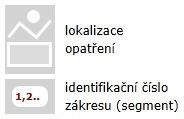 lokalizace
opatření
1,2..
identifikační číslo
zákresu (segment)